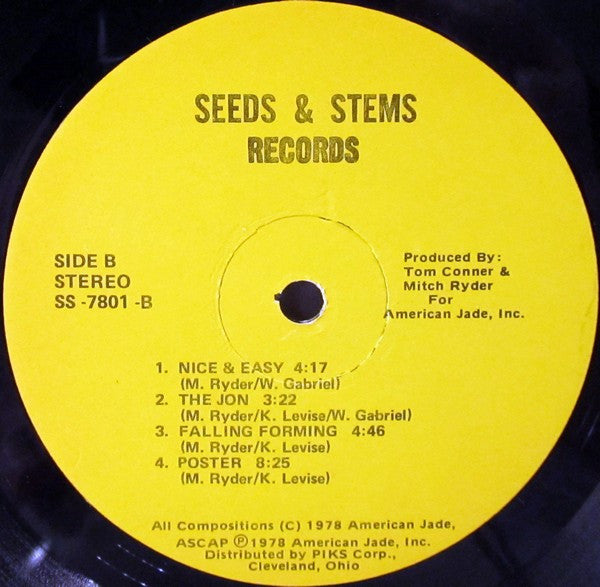 SEEDS & STEMS
RECORDS
SIDE B
STEREO
SS -7801 -B
Produced By:
Tom Conner &
Mitch Ryder
For
American Jade, Inc.
1. NICE & EASY 4:17
(M. Ryder/W. Gabriel)
2. THE JON 3:22
(M. Ryder/K. Levise/W. Gabriel)
3. FALLING FORMING 4:46
(M. Ryder/K. Levise)
4. POSTER 8:25
(M. Ryder/K. Levise)
All Compositions (C) 1978 American Jade,
ASCAP ℗1978 American Jade, Inc.
Distributed by PIKS Corp.,
Cleveland, Ohio